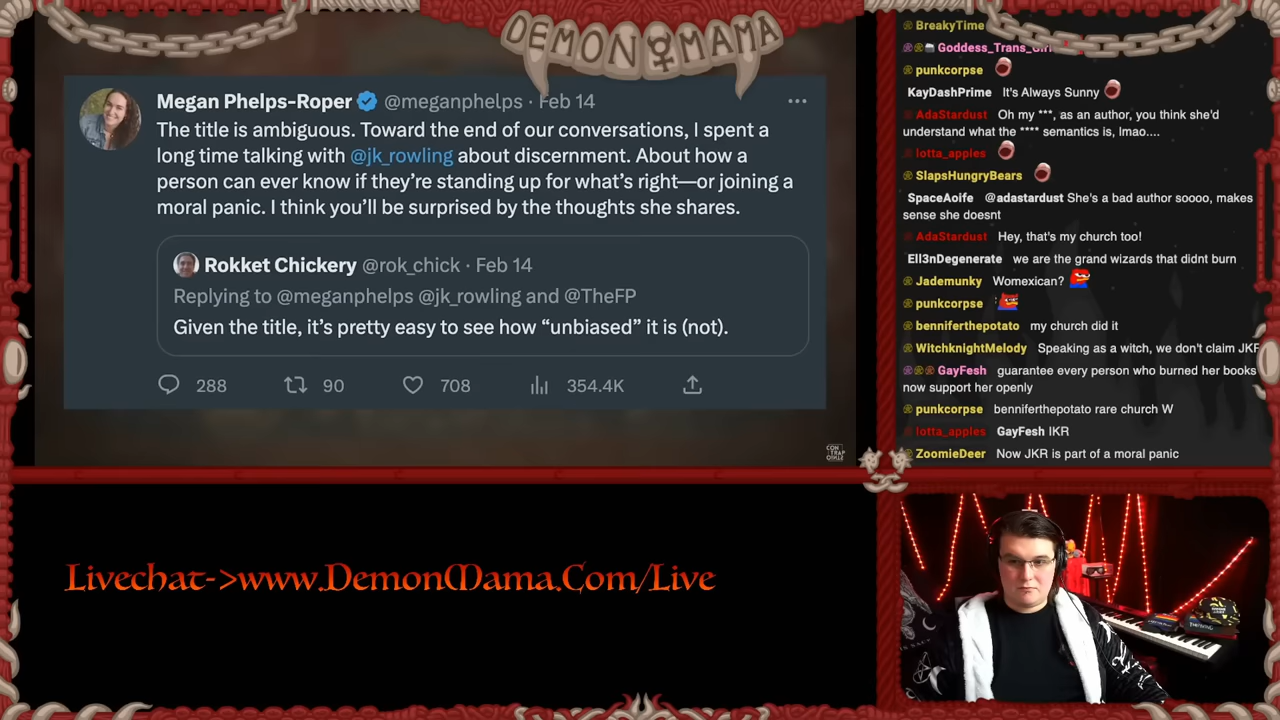 DEMON MAMA
Megan Phelps-Roper @meganphelps · Feb 14
The title is ambiguous. Toward the end of our conversations, I spent a
long time talking with @jk_rowling about discernment. About how a
person can ever know if they're standing up for what's right—or joining a
moral panic. I think you'll be surprised by the thoughts she shares.
Rokket Chickery @rok_chick · Feb 14
Replying to @meganphelps @jk_rowling and @TheFP
Given the title, it's pretty easy to see how “unbiased” it is (not).
288 90 708 354.4K
CON
TRAP
Livechat->www.DemonMama.Com/Live
BreakyTime
Goddess_Trans_Girl
punkcorpse
KayDashPrime It's Always Sunny
AdaStardust Oh my ***, as an author, you think she'd
understand what the **** semantics is, lmao....
lotta_apples
SlapsHungryBears
SpaceAoife @adastardust She's a bad author soooo, makes
sense she doesnt
AdaStardust Hey, that's my church too!
Ell3nDegenerate we are the grand wizards that didnt burn
Jademunky Womexican?
punkcorpse
benniferthepotato my church did it
WitchknightMelody Speaking as a witch, we don't claim JKR
GayFesh guarantee every person who burned her books
now support her openly
punkcorpse benniferthepotato rare church W
lotta_apples GayFesh IKR
ZoomieDeer Now JKR is part of a moral panic